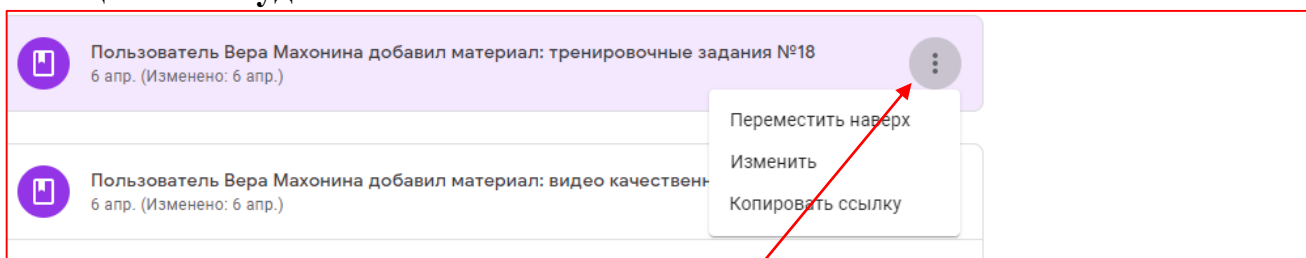 Пользователь Вера Махонина добавил материал: тренировочные задания №18
6 апр. (Изменено: 6 апр.)
Переместить наверх
Изменить
Пользователь Вера Махонина добавил материал: видео
6 апр. (Изменено: 6 апр.)
Копировать ссылку